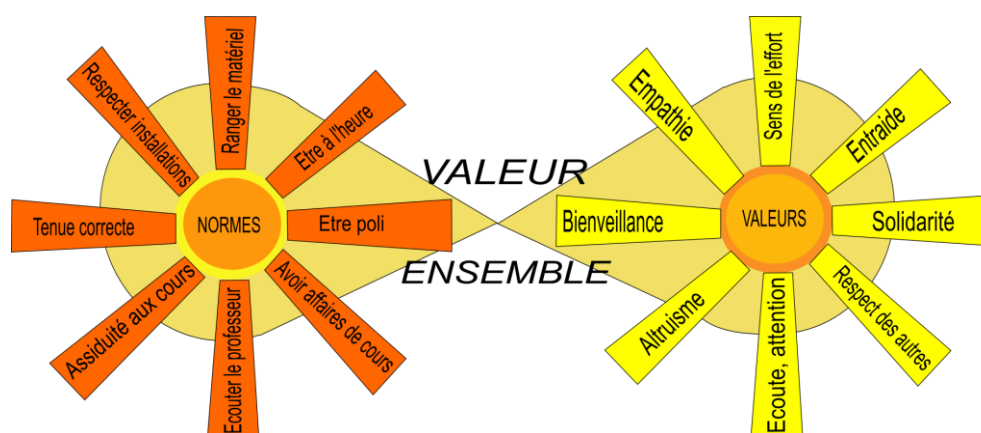 Ranger le matériel
Respecter installations
Etre à l'heure
Tenue correcte
NORMES
Etre poli
Assiduité aux cours
Ecouter le professeur
Avoir affaires de cours
VALEUR
ENSEMBLE
Sens de l'effort
Empathie
Entraide
Bienveillance
VALEURS
Solidarité
Altruisme
Ecoute, attention
Respect des autres